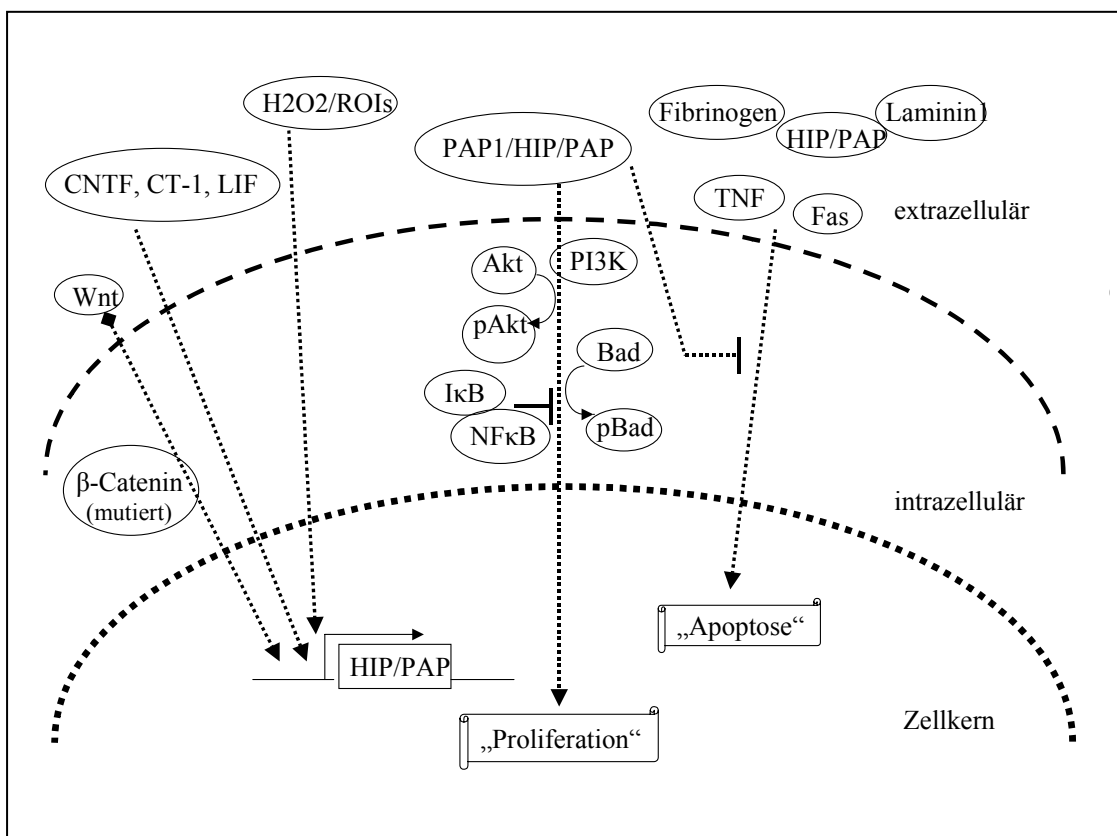 H2O2/ROIs
Fibrinogen
Laminin1
HIP/PAP
PAP1/HIP/PAP
CNTF, CT-1, LIF
TNF
Fas
extrazellulär
Akt
PI3K
Wnt
pAkt
Bad
IκB
NFκB
pBad
β-Catenin
(mutiert)
intrazellulär
„Apoptose“
HIP/PAP
„Proliferation“
Zellkern